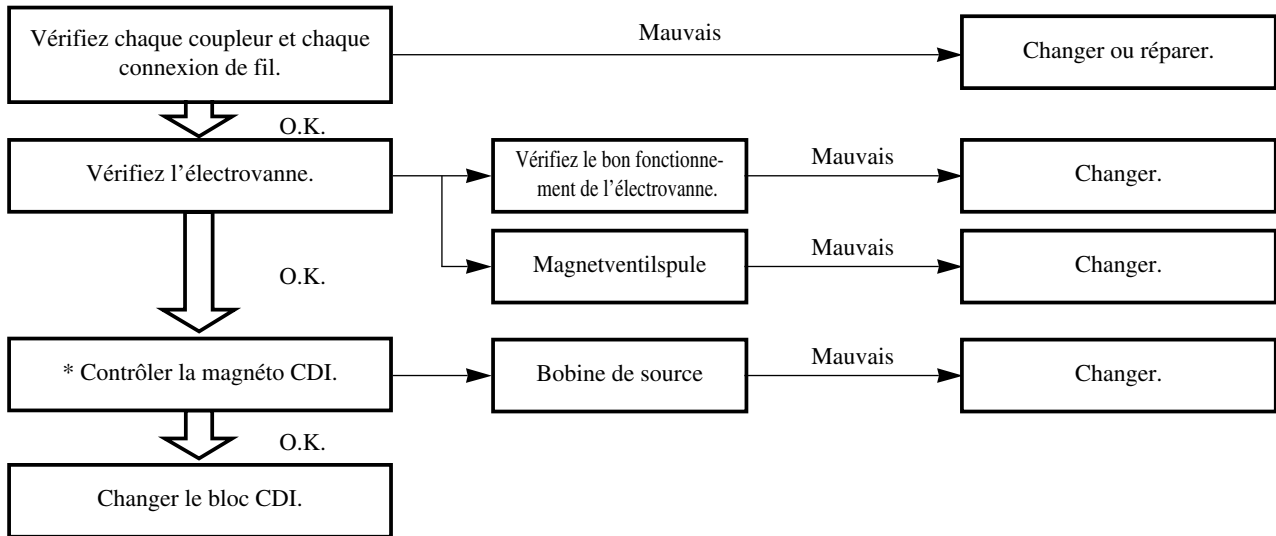 Vérifiez chaque coupleur et chaque
connexion de fil.
Mauvais
Changer ou réparer.
O.K.
Vérifiez l'électrovanne.
Vérifiez le bon fonctionne-
ment de l'électrovanne.
Mauvais
Changer.
Magnetventilspule
Mauvais
Changer.
O.K.
* Contrôler la magnéto CDI.
Bobine de source
Mauvais
Changer.
O.K.
Changer le bloc CDI.